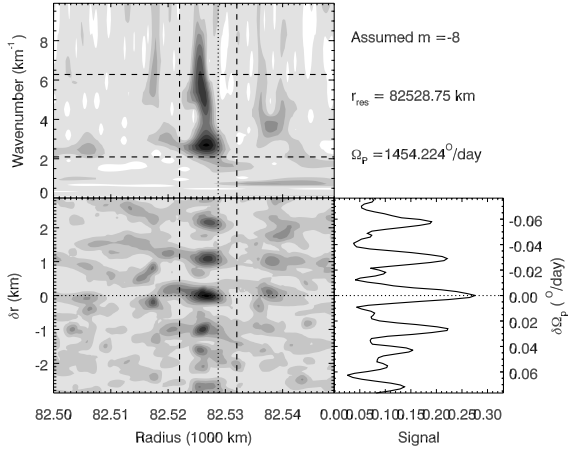 Wavenumber (km⁻¹)
8
6
4
2
0
Assumed m =-8
r_res = 82528.75 km
Ω_P =1454.224°/day
δr (km)
2
1
0
-1
-2
-0.06
-0.04
-0.02
0.00
0.02
0.04
0.06
δΩ_p (°/day)
82.50 82.51 82.52 82.53 82.54
0.00 0.05 0.10 0.15 0.20 0.25 0.30
Radius (1000 km)
Signal